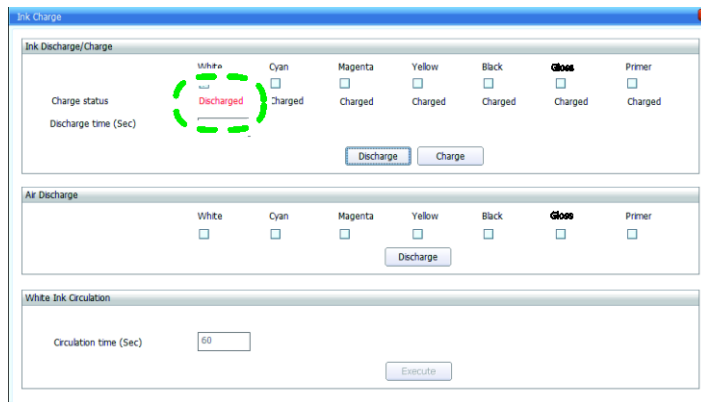 Ink Charge
Ink Discharge/Charge
White Cyan Magenta Yellow Black Gloss Primer
Charge status Discharged Charged Charged Charged Charged Charged Charged
Discharge time (Sec)
Discharge Charge
Air Discharge
White Cyan Magenta Yellow Black Gloss Primer
Discharge
White Ink Circulation
Circulation time (Sec) 60
Execute